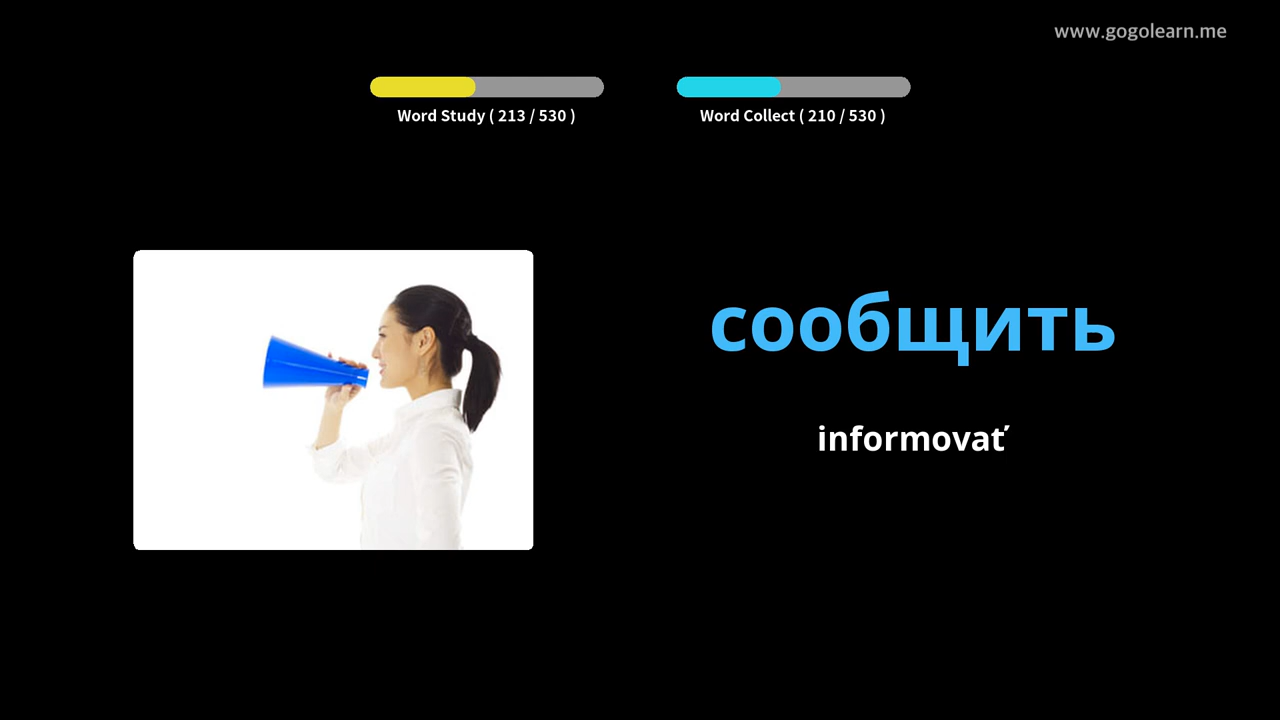 www.gogolearn.me
Word Study ( 213 / 530 )
Word Collect ( 210 / 530 )
сообщить
informovať